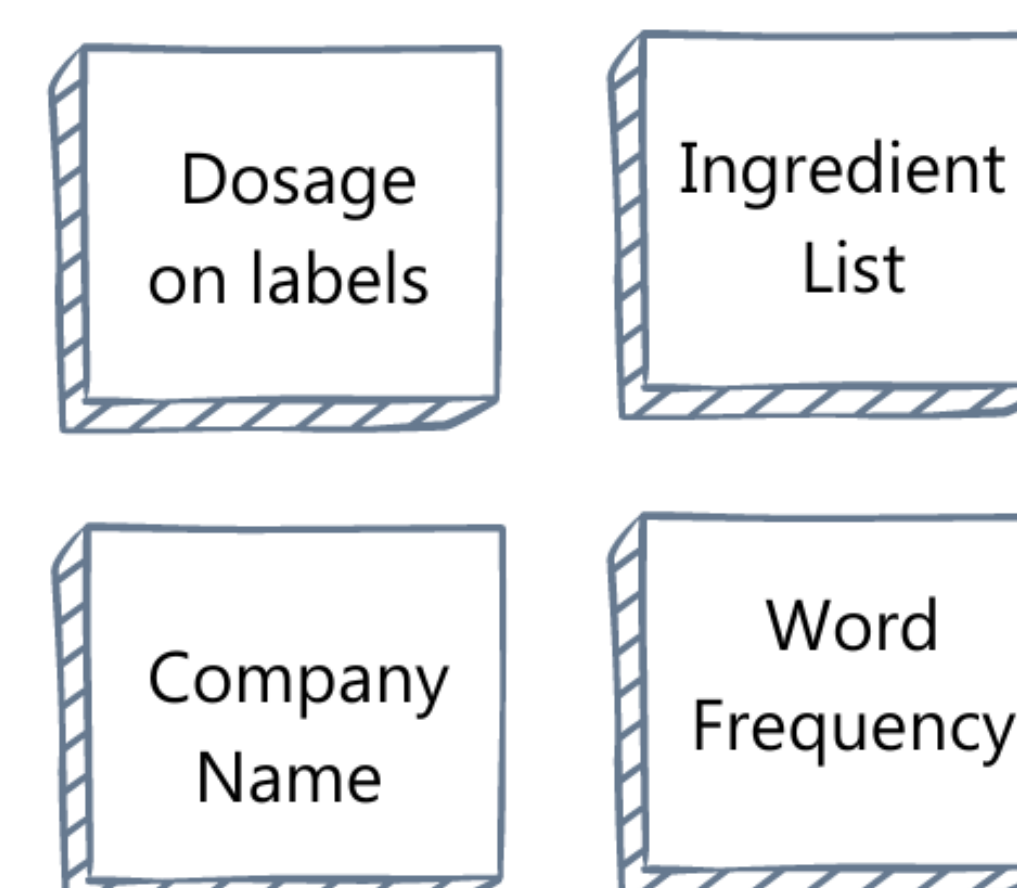 Dosage
on labels
Ingredient
List
Company
Name
Word
Frequency